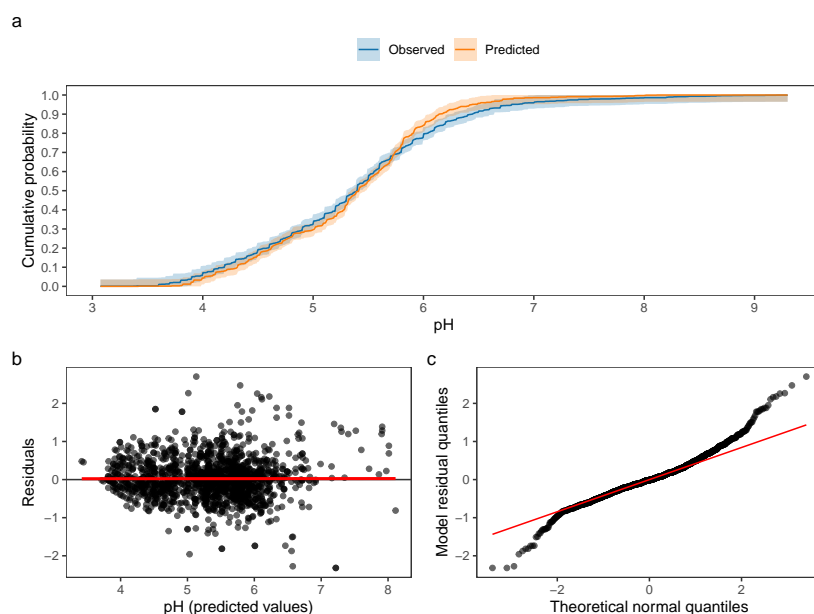 a
Observed Predicted
1.0
0.9
0.8
0.7
0.6
0.5
0.4
0.3
0.2
0.1
0.0
Cumulative probability
3 4 5 6 7 8 9
pH
b
2
1
0
−1
−2
Residuals
4 5 6 7 8
pH (predicted values)
c
2
1
0
−1
−2
Model residual quantiles
−2 0 2
Theoretical normal quantiles